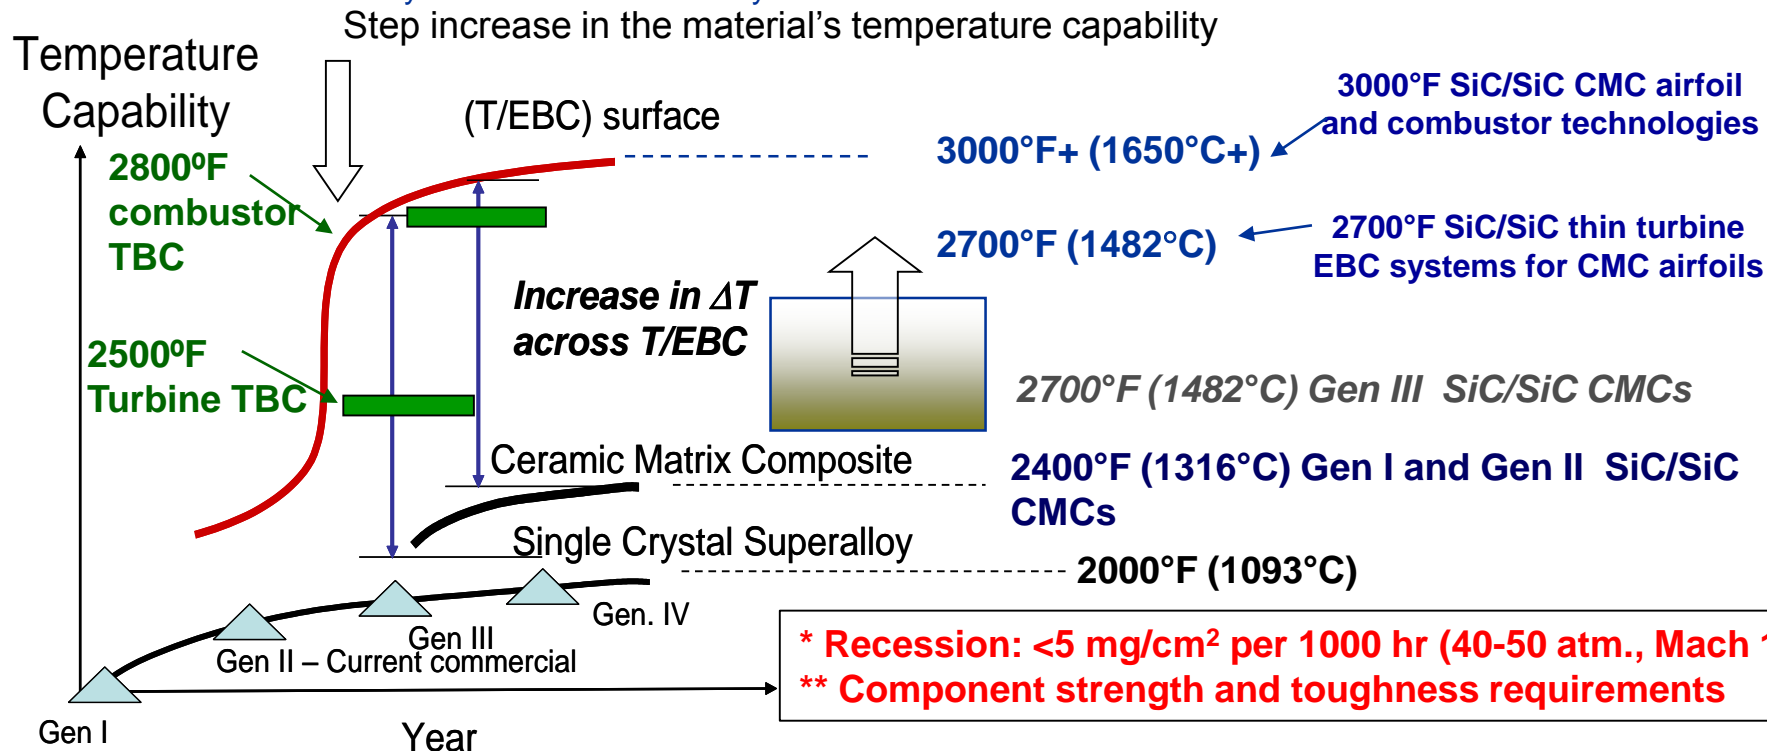 Step increase in the material's temperature capability
Temperature
Capability
(T/EBC) surface
3000°F SiC/SiC CMC airfoil
and combustor technologies
3000°F+ (1650°C+)
2800ºF
combustor
TBC
2700°F (1482°C)
2700°F SiC/SiC thin turbine
EBC systems for CMC airfoils
Increase in ΔT
across T/EBC
2500ºF
Turbine TBC
2700°F (1482°C) Gen III SiC/SiC CMCs
Ceramic Matrix Composite
2400°F (1316°C) Gen I and Gen II SiC/SiC
CMCs
Single Crystal Superalloy
2000°F (1093°C)
Gen. IV
Gen III
Gen II – Current commercial
Gen I
Year
* Recession: <5 mg/cm² per 1000 hr (40-50 atm., Mach
** Component strength and toughness requirements